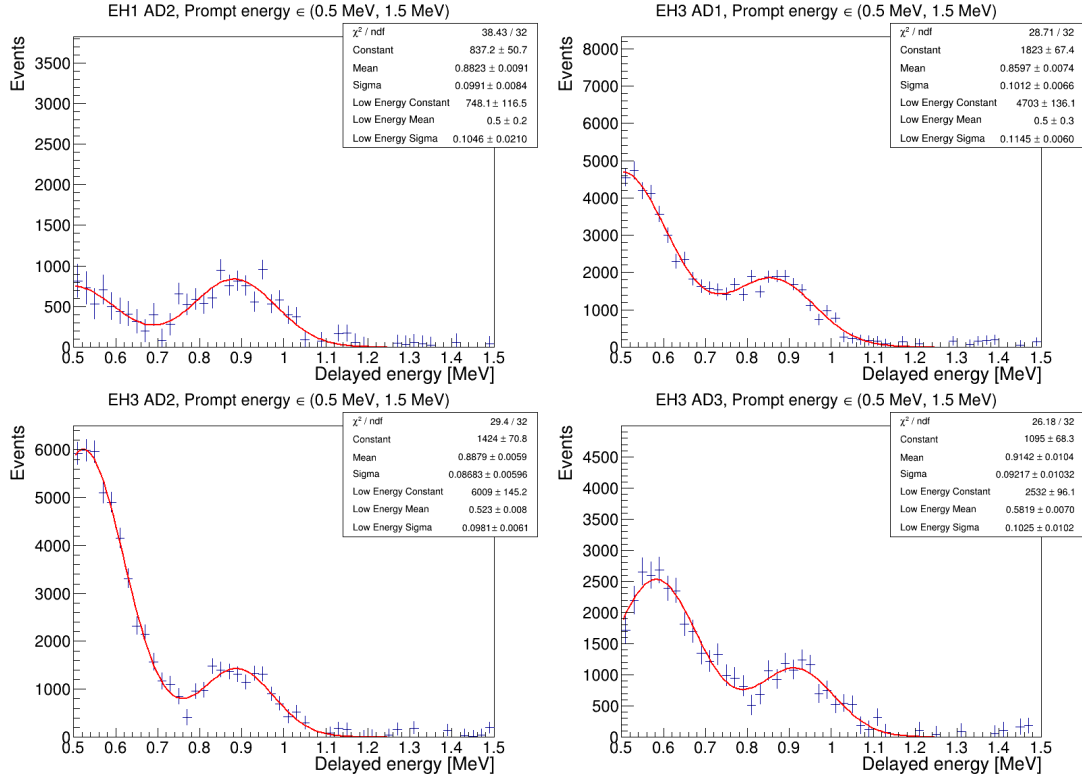 EH1 AD2, Prompt energy ∈ (0.5 MeV, 1.5 MeV)
χ² / ndf 38.43 / 32
Constant 837.2 ± 50.7
Mean 0.8823 ± 0.0091
Sigma 0.0991 ± 0.0084
Low Energy Constant 748.1 ± 116.5
Low Energy Mean 0.5 ± 0.2
Low Energy Sigma 0.1046 ± 0.0210
Events
3500
3000
2500
2000
1500
1000
500
0
0.5 0.6 0.7 0.8 0.9 1 1.1 1.2 1.3 1.4 1.5
Delayed energy [MeV]
EH3 AD1, Prompt energy ∈ (0.5 MeV, 1.5 MeV)
χ² / ndf 28.71 / 32
Constant 1823 ± 67.4
Mean 0.8597 ± 0.0074
Sigma 0.1012 ± 0.0066
Low Energy Constant 4703 ± 136.1
Low Energy Mean 0.5 ± 0.3
Low Energy Sigma 0.1145 ± 0.0060
Events
8000
7000
6000
5000
4000
3000
2000
1000
0
0.5 0.6 0.7 0.8 0.9 1 1.1 1.2 1.3 1.4 1.5
Delayed energy [MeV]
EH3 AD2, Prompt energy ∈ (0.5 MeV, 1.5 MeV)
χ² / ndf 29.4 / 32
Constant 1424 ± 70.8
Mean 0.8879 ± 0.0059
Sigma 0.08683 ± 0.00596
Low Energy Constant 6009 ± 145.2
Low Energy Mean 0.523 ± 0.008
Low Energy Sigma 0.0981 ± 0.0061
Events
6000
5000
4000
3000
2000
1000
0
0.5 0.6 0.7 0.8 0.9 1 1.1 1.2 1.3 1.4 1.5
Delayed energy [MeV]
EH3 AD3, Prompt energy ∈ (0.5 MeV, 1.5 MeV)
χ² / ndf 26.18 / 32
Constant 1095 ± 68.3
Mean 0.9142 ± 0.0104
Sigma 0.09217 ± 0.01032
Low Energy Constant 2532 ± 96.1
Low Energy Mean 0.5819 ± 0.0070
Low Energy Sigma 0.1025 ± 0.0102
Events
4500
4000
3500
3000
2500
2000
1500
1000
500
0
0.5 0.6 0.7 0.8 0.9 1 1.1 1.2 1.3 1.4 1.5
Delayed energy [MeV]